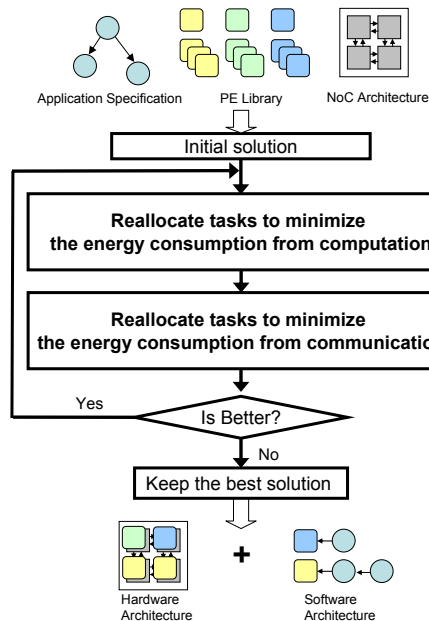 Application Specification
PE Library
NoC Architecture
Initial solution
Reallocate tasks to minimize
the energy consumption from computation
Reallocate tasks to minimize
the energy consumption from communicatio
Yes
Is Better?
No
Keep the best solution
+
Hardware
Architecture
Software
Architecture